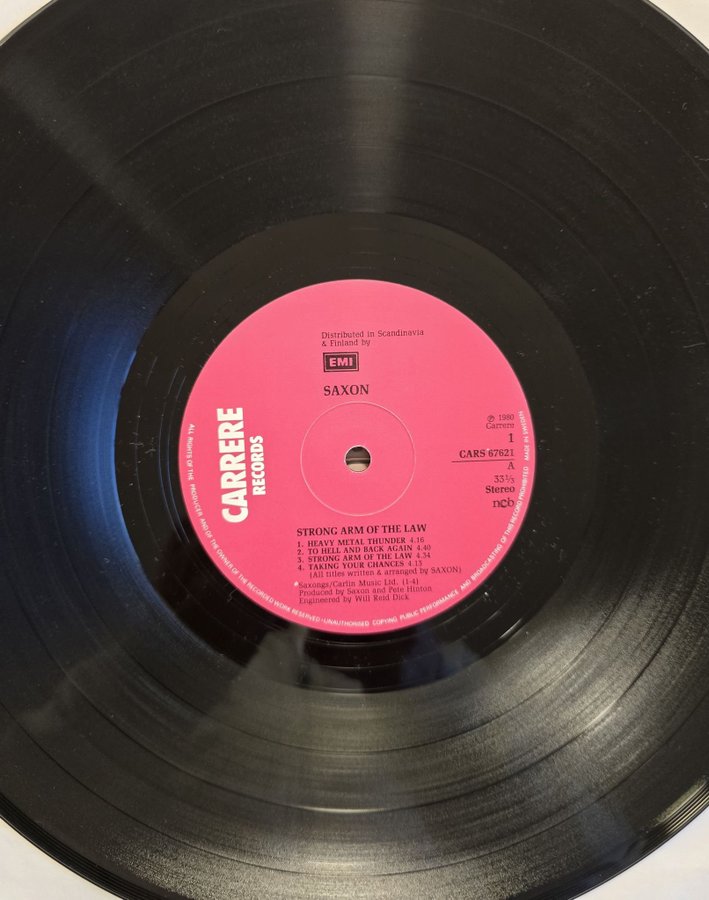 Distributed in Scandinavia
& Finland by
EMI
SAXON
CARRERE
RECORDS
℗ 1980
Carrere
1
CARS 67621
A
33⅓
Stereo
ncb
STRONG ARM OF THE LAW
1. HEAVY METAL THUNDER 4.16
2. TO HELL AND BACK AGAIN 4.40
3. STRONG ARM OF THE LAW 4.34
4. TAKING YOUR CHANCES 4.15
(All titles written & arranged by SAXON)
Saxongs/Carlin Music Ltd. (1-4)
Produced by Saxon and Pete Hinton
Engineered by Will Reid Dick
ALL RIGHTS OF THE PRODUCER AND OF THE OWNER OF THE RECORDED WORK RESERVED · UNAUTHORISED COPYING PUBLIC PERFORMANCE AND BROADCASTING OF THIS RECORD PROHIBITED MADE IN SWEDEN